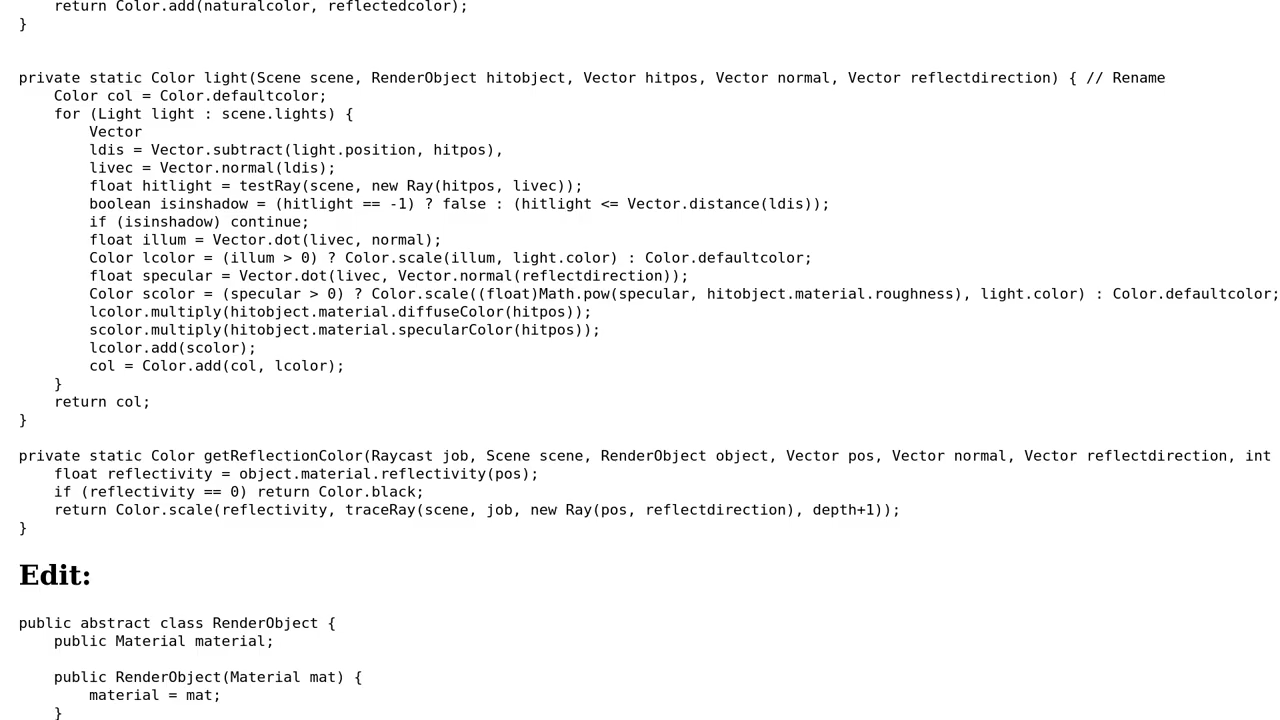 return Color.add(naturalcolor, reflectedcolor);
}
private static Color light(Scene scene, RenderObject hitobject, Vector hitpos, Vector normal, Vector reflectdirection) { // Rename
Color col = Color.defaultcolor;
for (Light light : scene.lights) {
Vector
ldis = Vector.subtract(light.position, hitpos),
livec = Vector.normal(ldis);
float hitlight = testRay(scene, new Ray(hitpos, livec));
boolean isinshadow = (hitlight == -1) ? false : (hitlight <= Vector.distance(ldis));
if (isinshadow) continue;
float illum = Vector.dot(livec, normal);
Color lcolor = (illum > 0) ? Color.scale(illum, light.color) : Color.defaultcolor;
float specular = Vector.dot(livec, Vector.normal(reflectdirection));
Color scolor = (specular > 0) ? Color.scale((float)Math.pow(specular, hitobject.material.roughness), light.color) : Color.defaultcolor;
lcolor.multiply(hitobject.material.diffuseColor(hitpos));
scolor.multiply(hitobject.material.specularColor(hitpos));
lcolor.add(scolor);
col = Color.add(col, lcolor);
}
return col;
}
private static Color getReflectionColor(Raycast job, Scene scene, RenderObject object, Vector pos, Vector normal, Vector reflectdirection, int
float reflectivity = object.material.reflectivity(pos);
if (reflectivity == 0) return Color.black;
return Color.scale(reflectivity, traceRay(scene, job, new Ray(pos, reflectdirection), depth+1));
}
Edit:
public abstract class RenderObject {
public Material material;
public RenderObject(Material mat) {
material = mat;
}